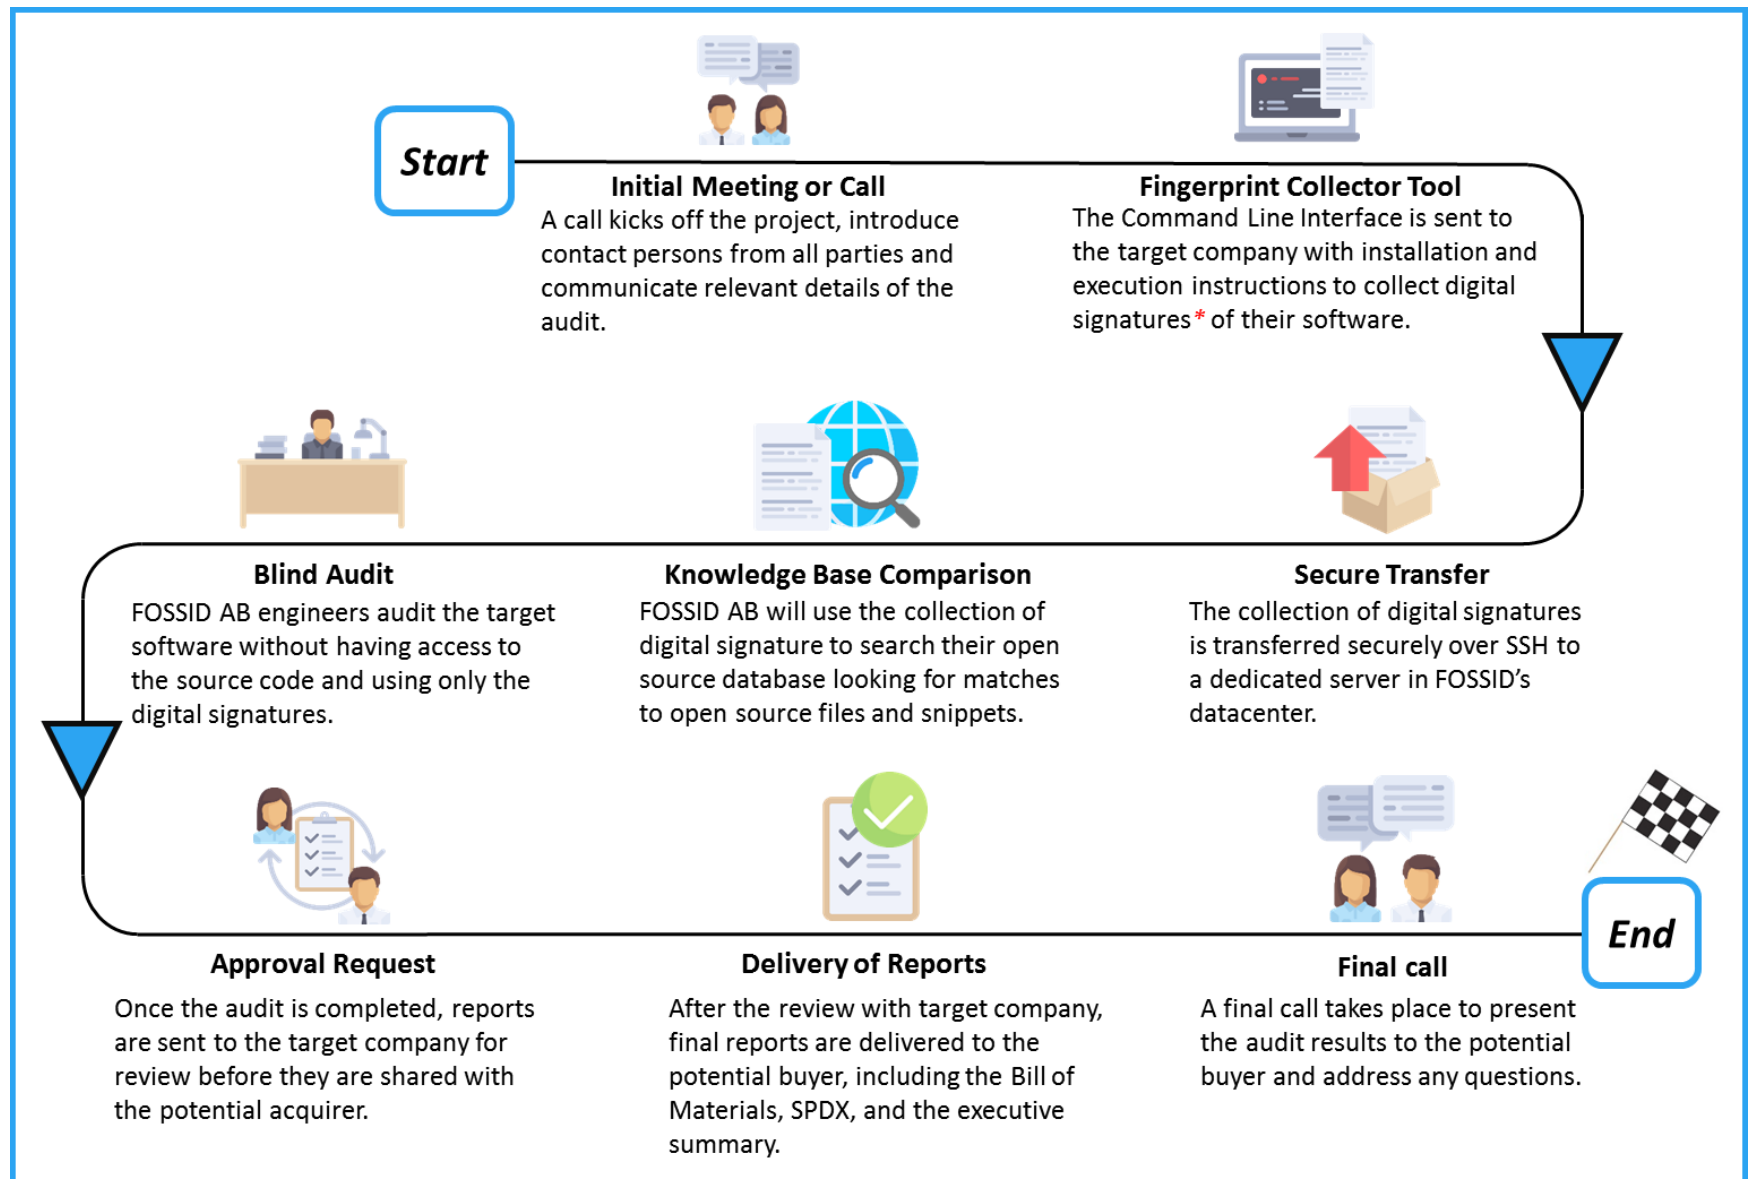 Start
Initial Meeting or Call
A call kicks off the project, introduce
contact persons from all parties and
communicate relevant details of the
audit.
Fingerprint Collector Tool
The Command Line Interface is sent to
the target company with installation and
execution instructions to collect digital
signatures* of their software.
Secure Transfer
The collection of digital signatures
is transferred securely over SSH to
a dedicated server in FOSSID’s
datacenter.
Knowledge Base Comparison
FOSSID AB will use the collection of
digital signature to search their open
source database looking for matches
to open source files and snippets.
Blind Audit
FOSSID AB engineers audit the target
software without having access to
the source code and using only the
digital signatures.
Approval Request
Once the audit is completed, reports
are sent to the target company for
review before they are shared with
the potential acquirer.
Delivery of Reports
After the review with target company,
final reports are delivered to the
potential buyer, including the Bill of
Materials, SPDX, and the executive
summary.
Final call
A final call takes place to present
the audit results to the potential
buyer and address any questions.
End